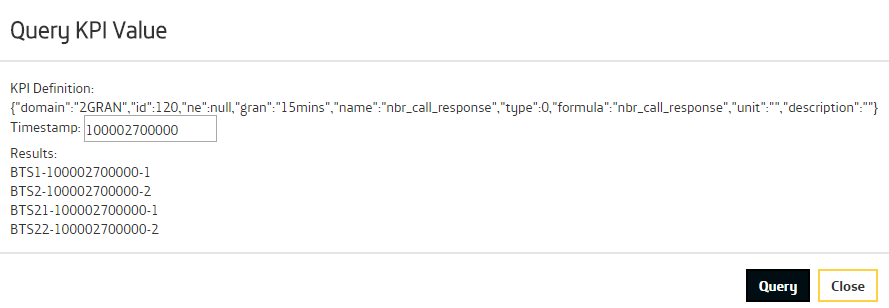 Query KPI Value
KPI Definition:
{"domain":"2GRAN","id":120,"ne":null,"gran":"15mins","name":"nbr_call_response","type":0,"formula":"nbr_call_response","unit":"","description":""}
Timestamp: 100002700000
Results:
BTS1-100002700000-1
BTS2-100002700000-2
BTS21-100002700000-1
BTS22-100002700000-2
Query Close